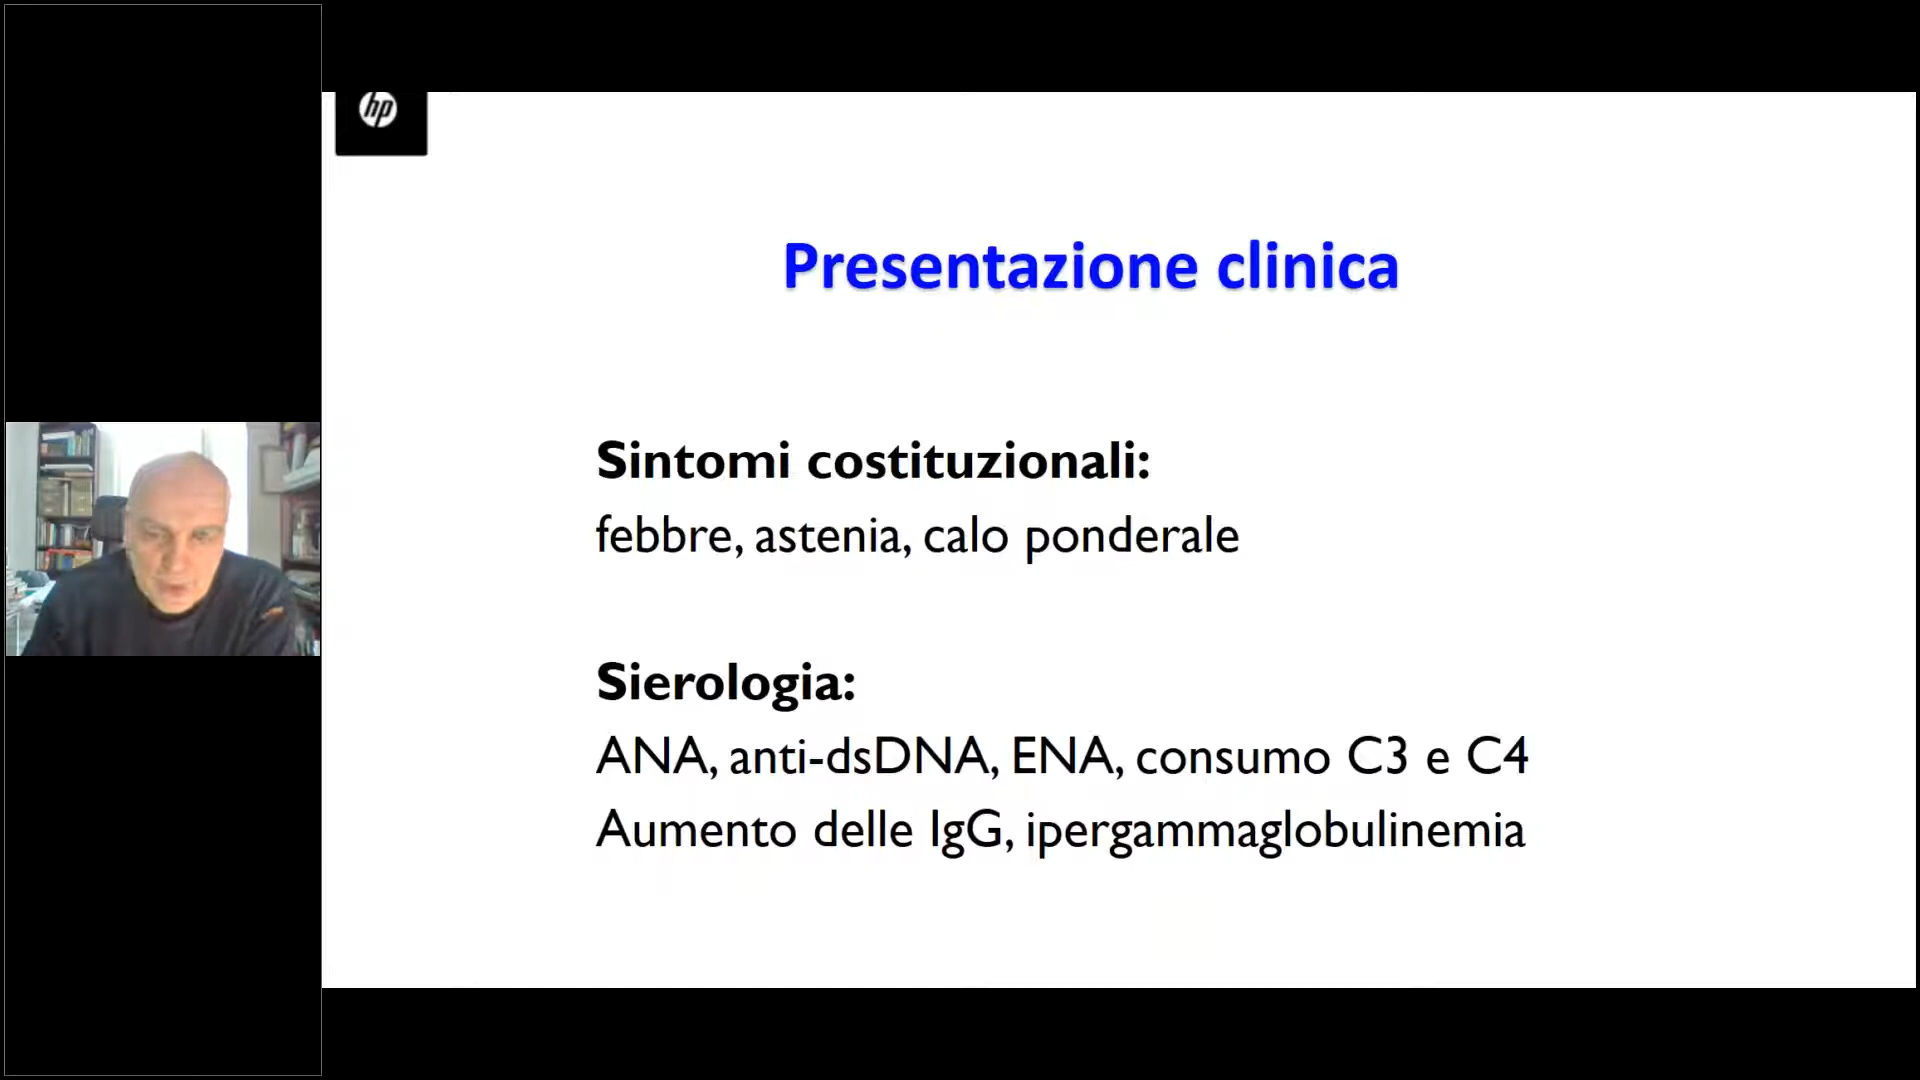 hp
Presentazione clinica
Sintomi costituzionali:
febbre, astenia, calo ponderale
Sierologia:
ANA, anti-dsDNA, ENA, consumo C3 e C4
Aumento delle IgG, ipergammaglobulinemia